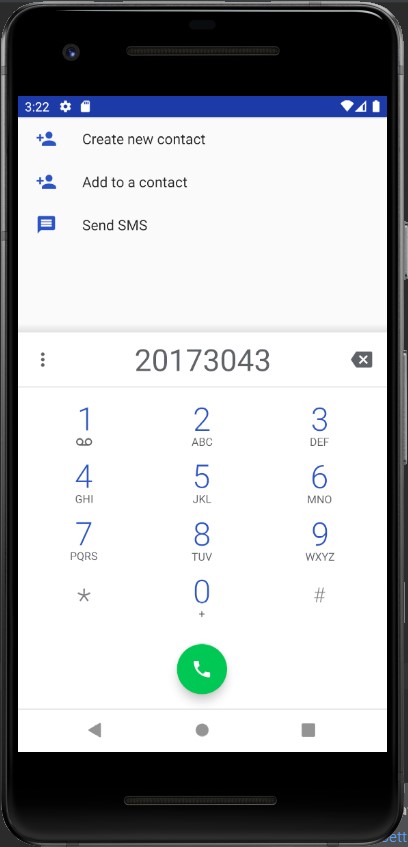 3:22
Create new contact
Add to a contact
Send SMS
20173043
1 2 3
ABC DEF
4 5 6
GHI JKL MNO
7 8 9
PQRS TUV WXYZ
* 0 #
+